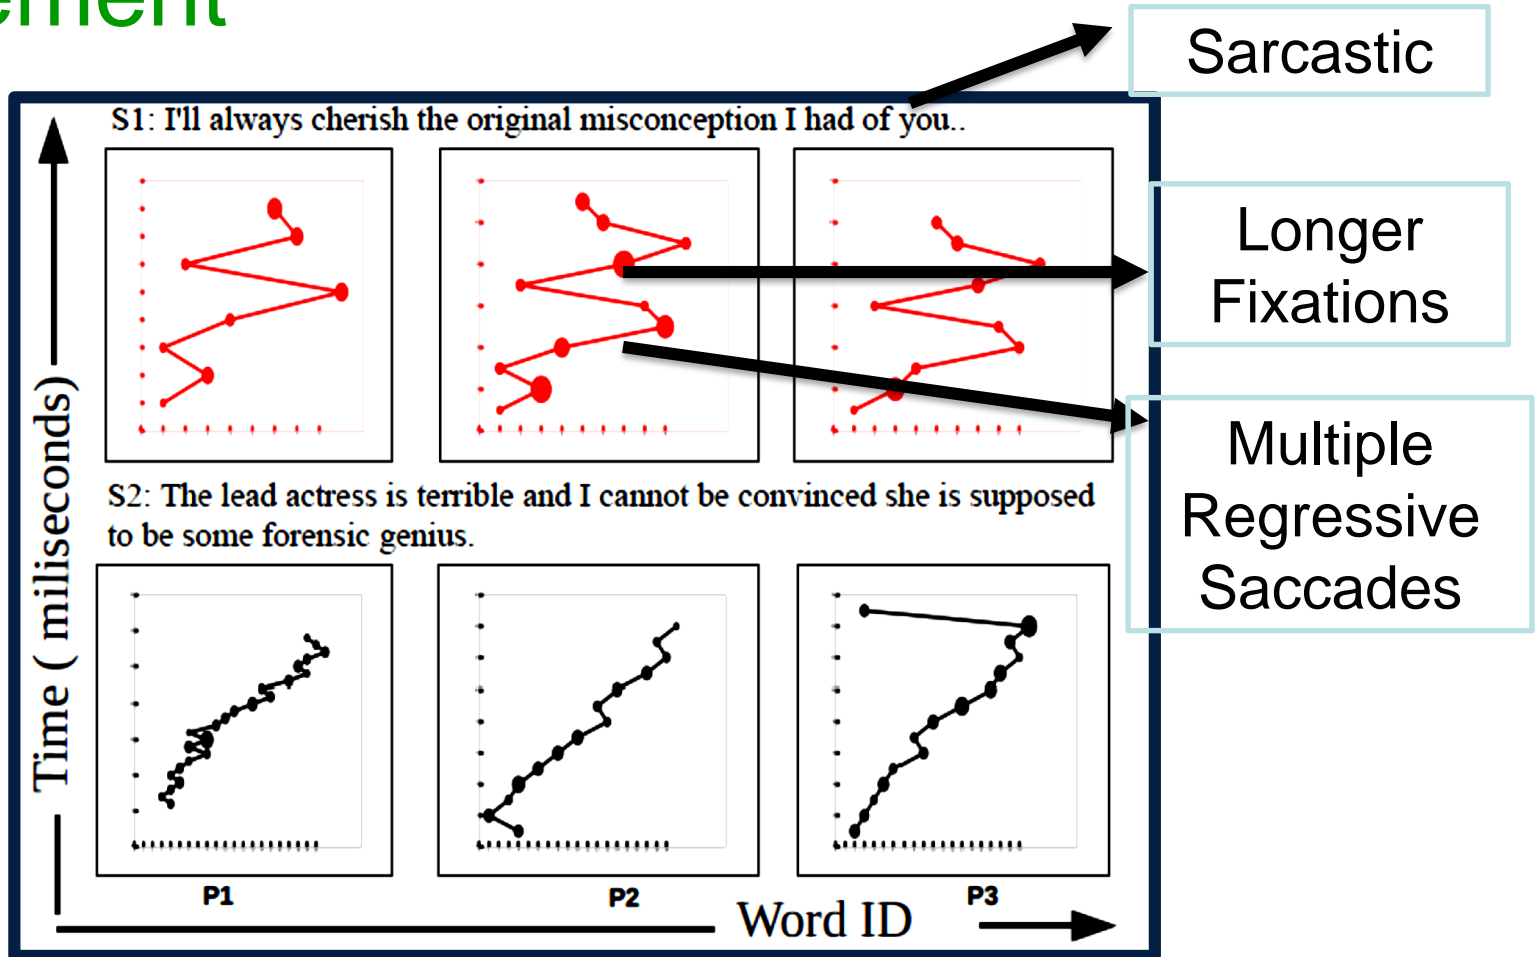 ement
Sarcastic
S1: I'll always cherish the original misconception I had of you..
Longer
Fixations
Multiple
Regressive
Saccades
S2: The lead actress is terrible and I cannot be convinced she is supposed
to be some forensic genius.
Time ( miliseconds)
P1
P2
P3
Word ID